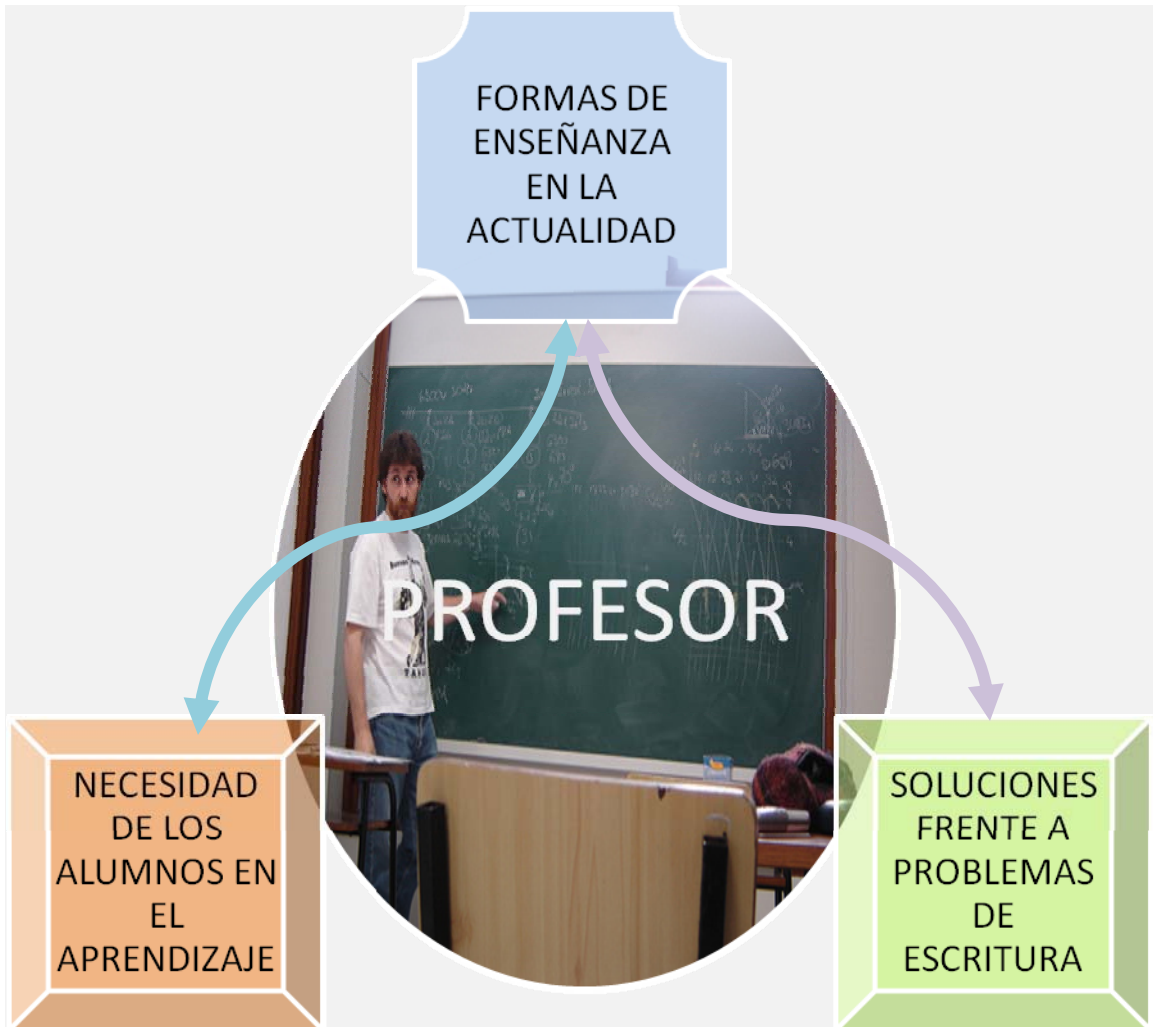 FORMAS DE
ENSEÑANZA
EN LA
ACTUALIDAD
PROFESOR
NECESIDAD
DE LOS
ALUMNOS EN
EL
APRENDIZAJE
SOLUCIONES
FRENTE A
PROBLEMAS
DE
ESCRITURA